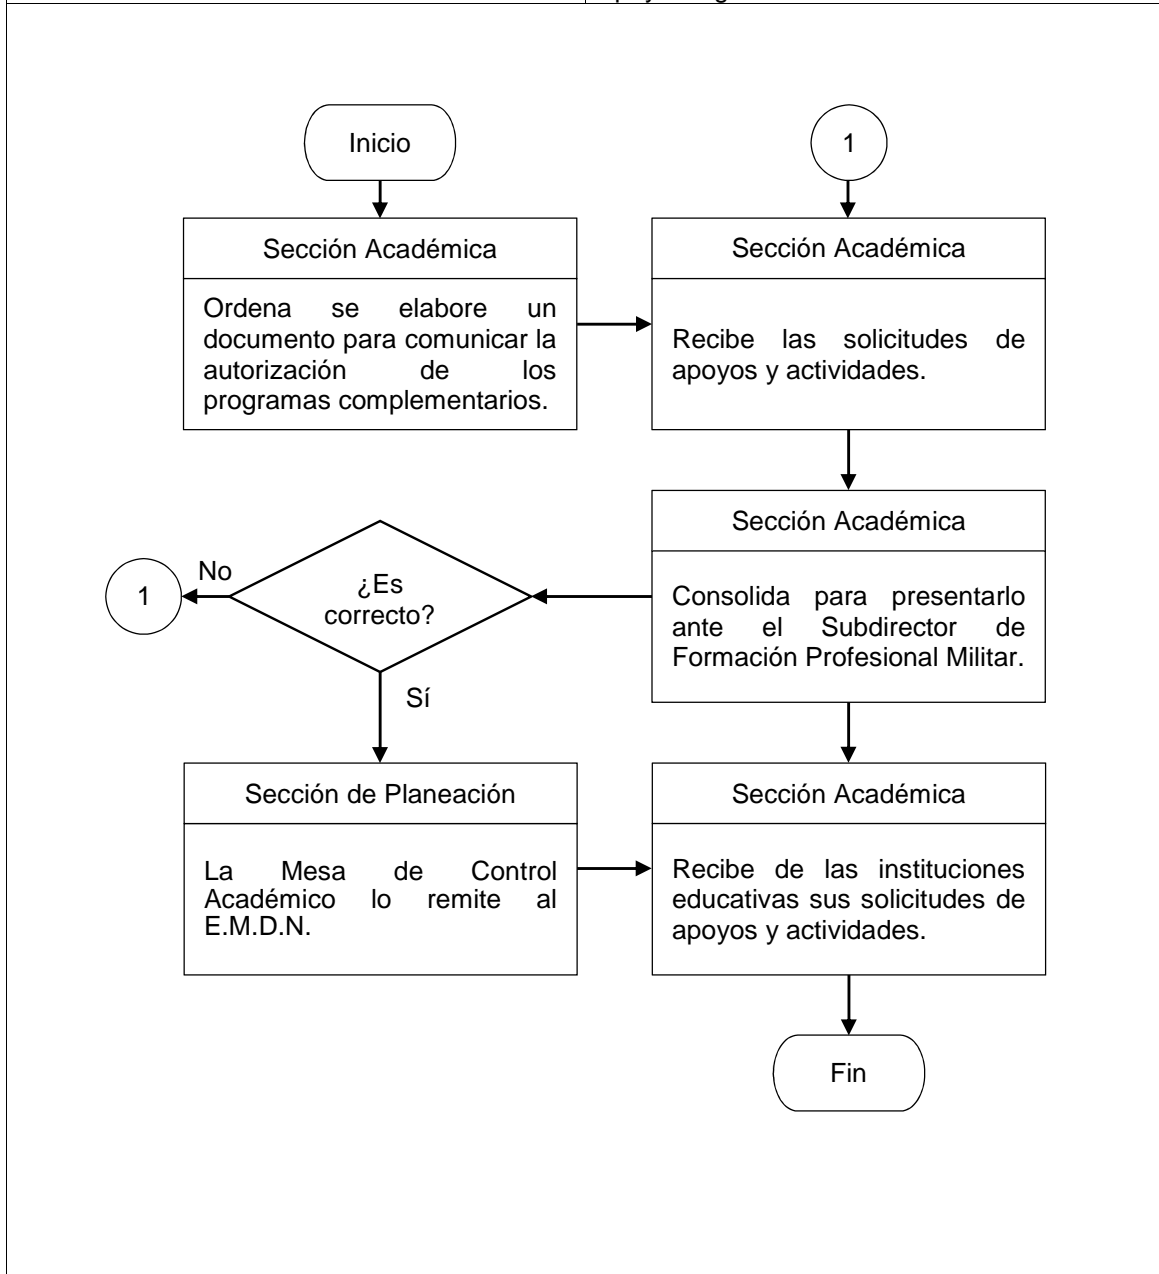 Inicio
1
Sección Académica
Ordena se elabore un
documento para comunicar la
autorización de los
programas complementarios.
Sección Académica
Recibe las solicitudes de
apoyos y actividades.
Sección Académica
Consolida para presentarlo
ante el Subdirector de
Formación Profesional Militar.
¿Es
correcto?
No
1
Sí
Sección de Planeación
La Mesa de Control
Académico lo remite al
E.M.D.N.
Sección Académica
Recibe de las instituciones
educativas sus solicitudes de
apoyos y actividades.
Fin